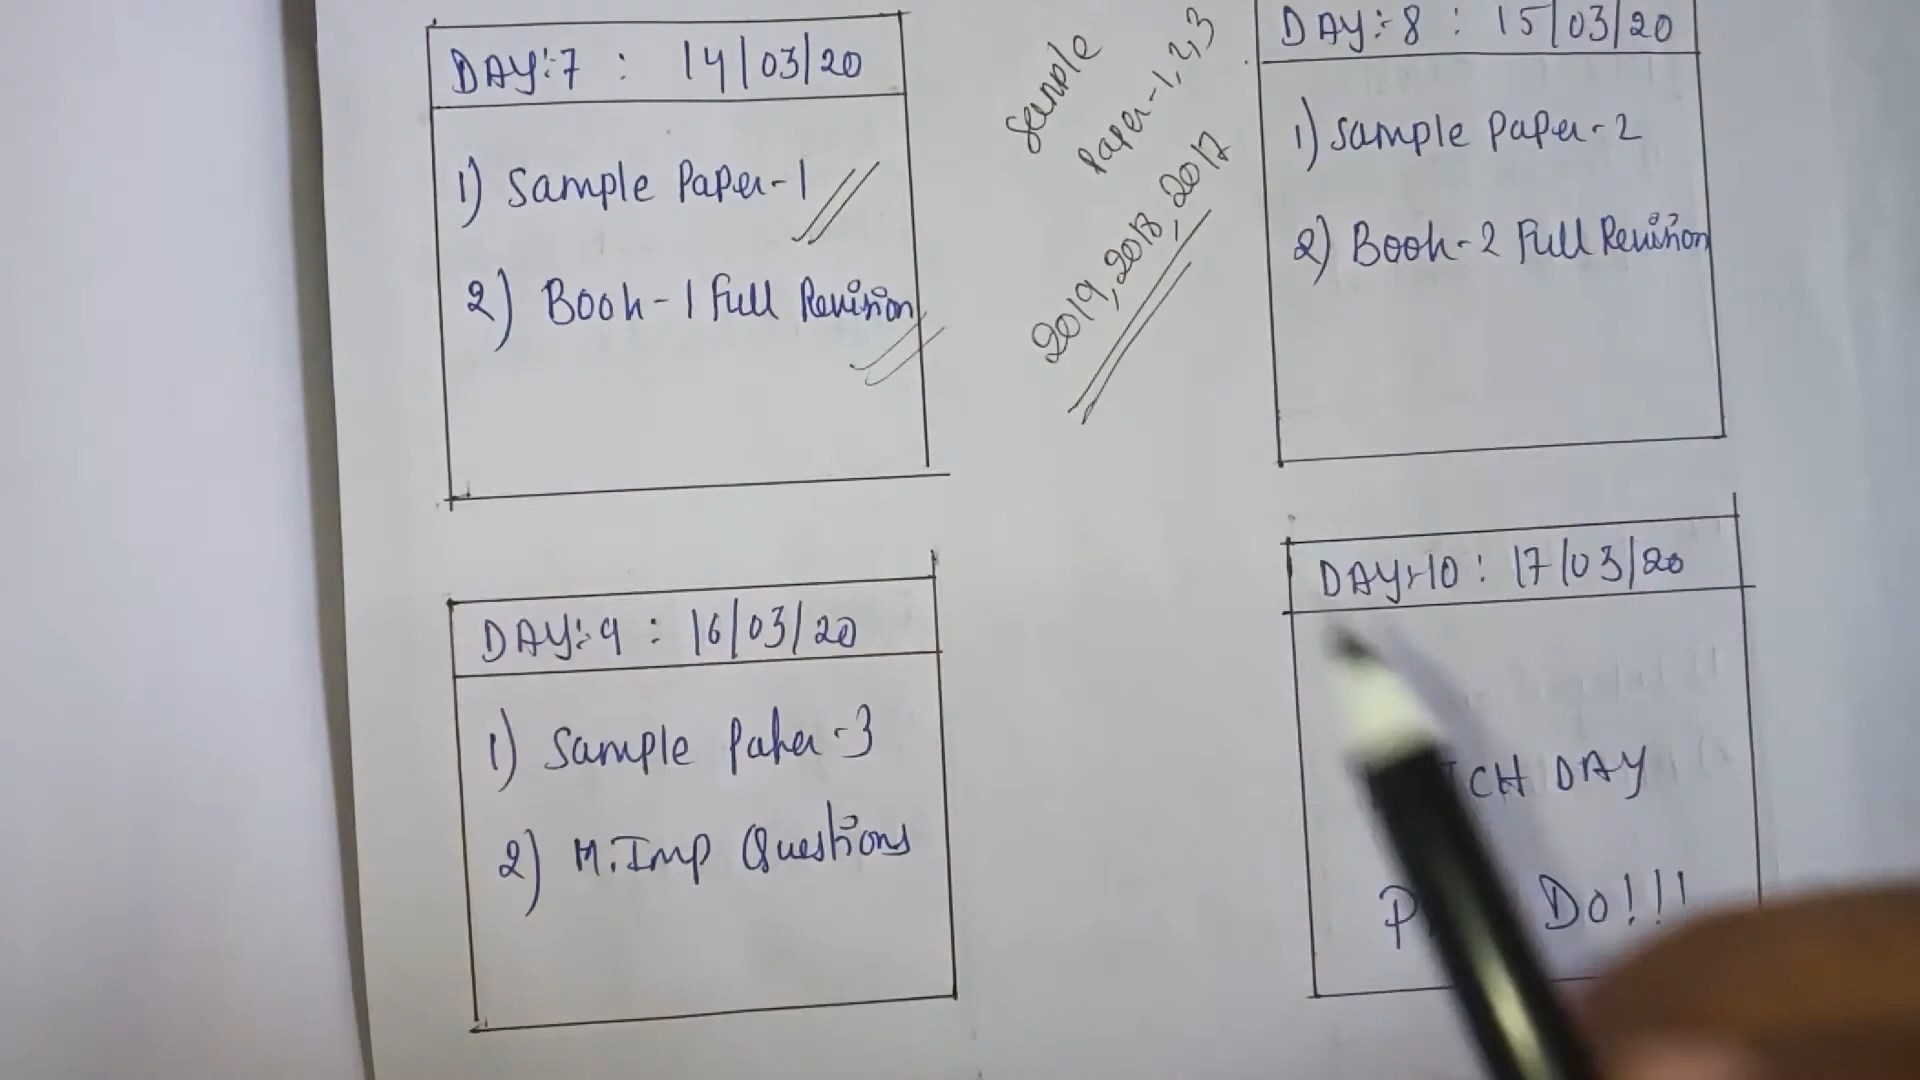 DAY:-7 : 14/03/20
1) Sample Paper-1
2) Book-1 Full Revision
Sample
Paper-1,2,3
2019,2018,2017
DAY:-8 : 15/03/20
1) Sample Paper-2
2) Book-2 Full Revision
DAY:-9 : 16/03/20
1) Sample Paper-3
2) M.Imp Questions
DAY:-10 : 17/03/20
DAY
Do!!!